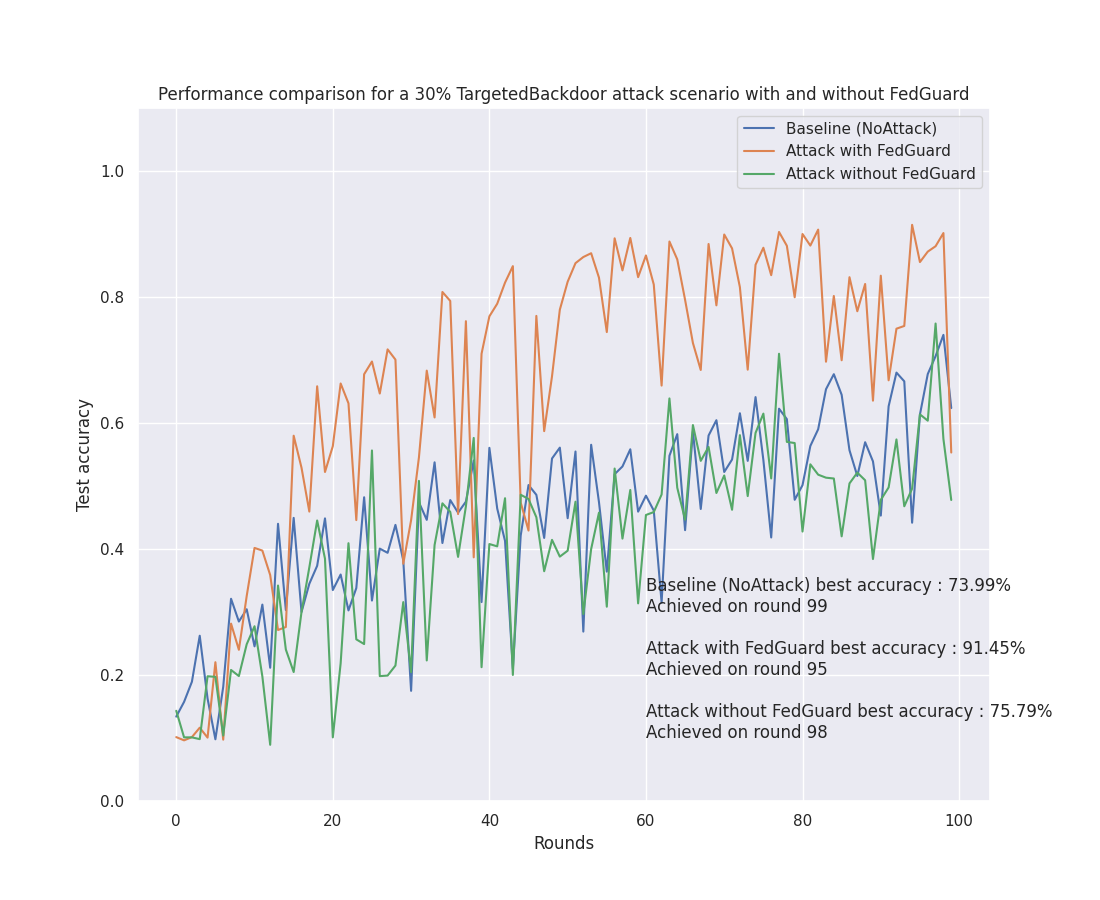 Performance comparison for a 30% TargetedBackdoor attack scenario with and without FedGuard
Baseline (NoAttack)
Attack with FedGuard
Attack without FedGuard
1.0
0.8
0.6
0.4
0.2
0.0
Test accuracy
Baseline (NoAttack) best accuracy : 73.99%
Achieved on round 99
Attack with FedGuard best accuracy : 91.45%
Achieved on round 95
Attack without FedGuard best accuracy : 75.79%
Achieved on round 98
0 20 40 60 80 100
Rounds